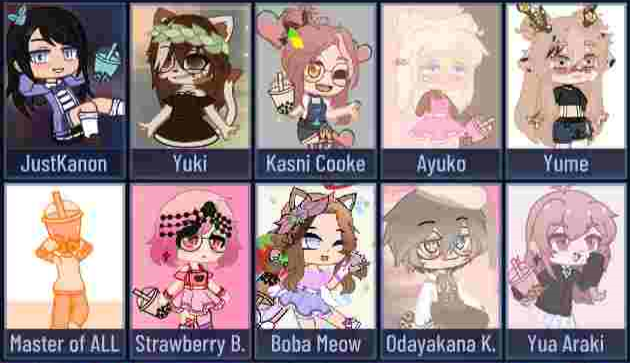 JustKanon
Yuki
Kasni Cooke
Ayuko
Yume
Master of ALL
Strawberry B.
Boba Meow
Odayakana K.
Yua Araki